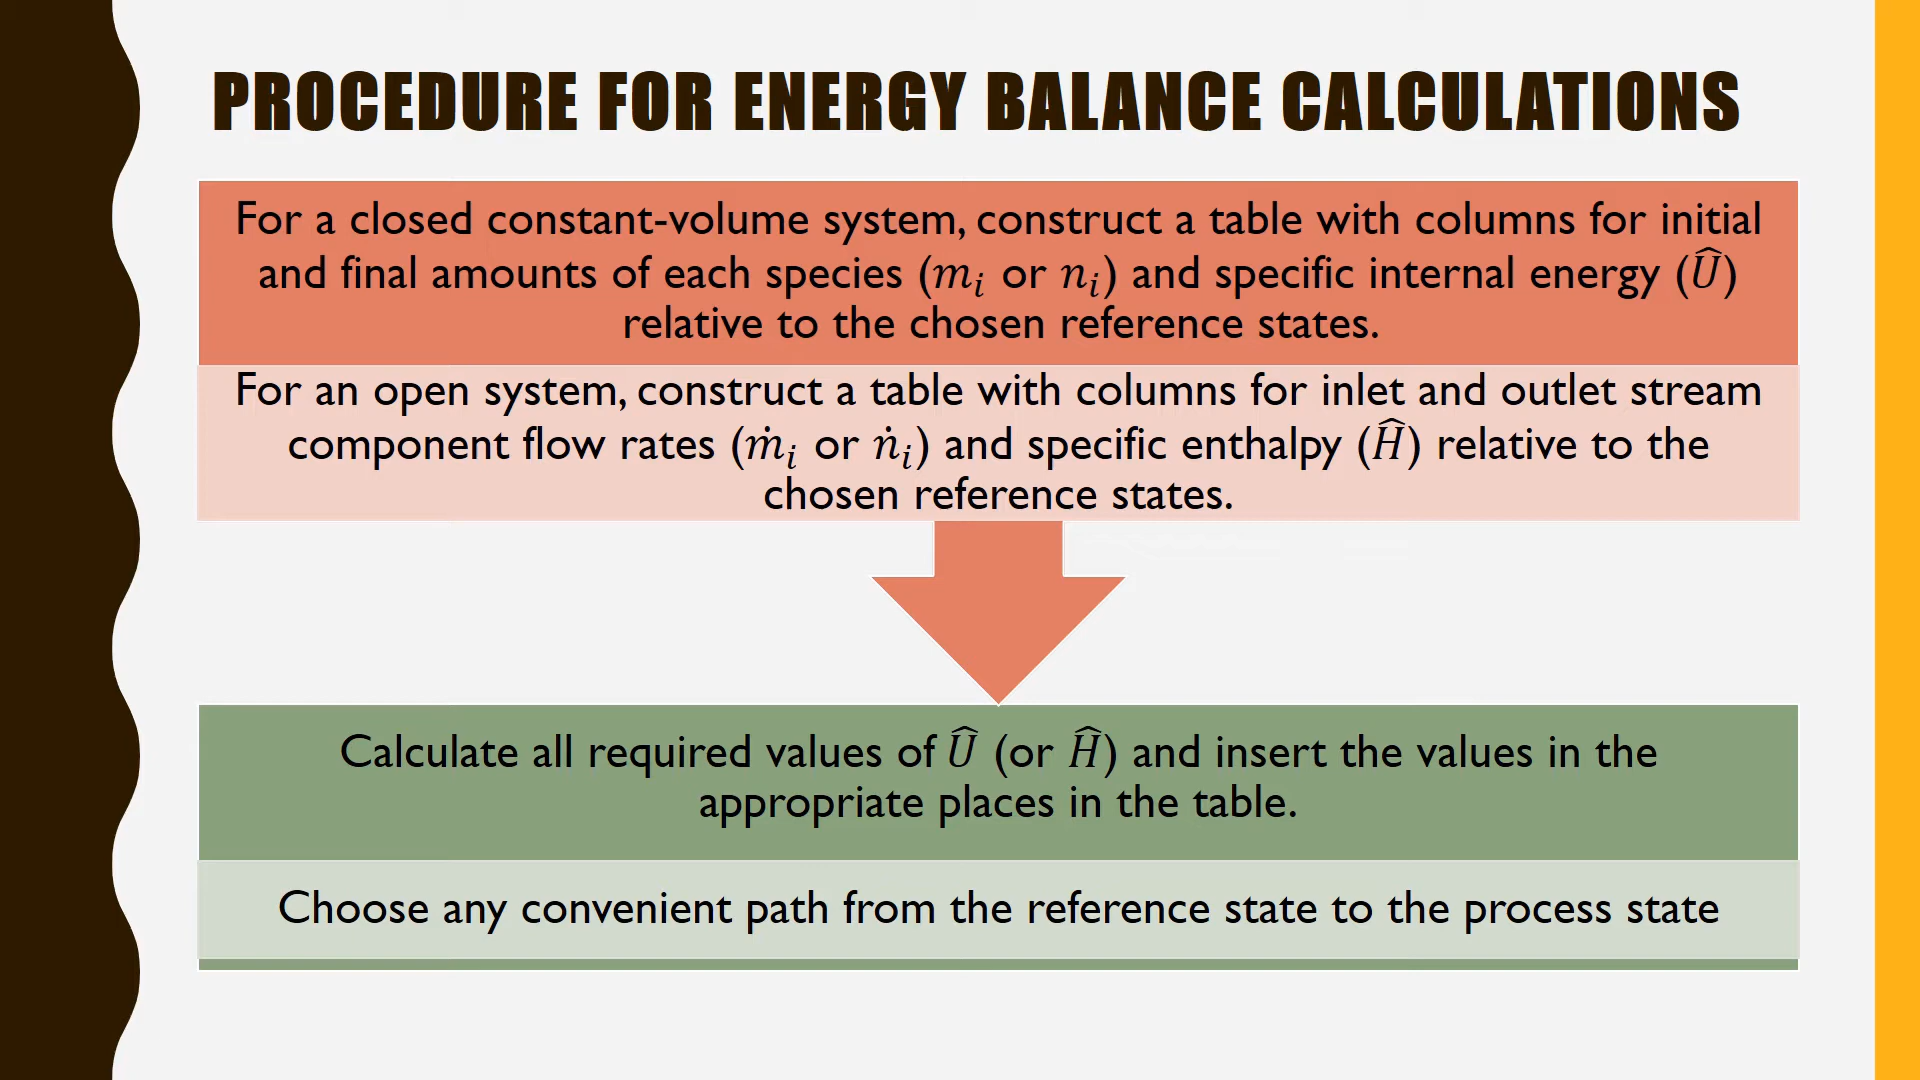 PROCEDURE FOR ENERGY BALANCE CALCULATIONS
For a closed constant-volume system, construct a table with columns for initial
and final amounts of each species (𝑚ᵢ or 𝑛ᵢ) and specific internal energy (Û)
relative to the chosen reference states.
For an open system, construct a table with columns for inlet and outlet stream
component flow rates (ṁᵢ or ṅᵢ) and specific enthalpy (Ĥ) relative to the
chosen reference states.
Calculate all required values of Û (or Ĥ) and insert the values in the
appropriate places in the table.
Choose any convenient path from the reference state to the process state